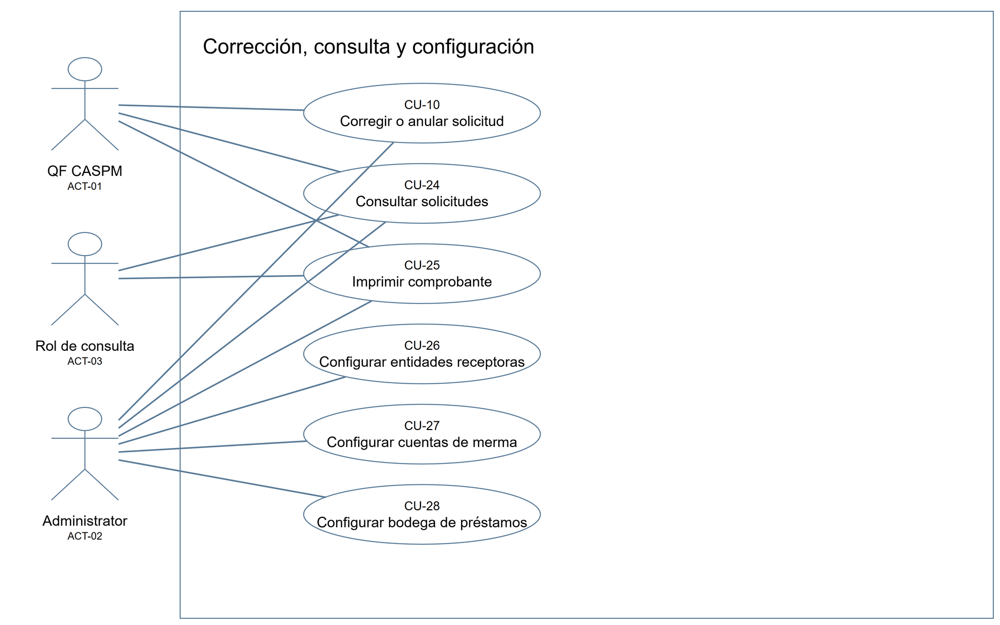 Corrección, consulta y configuración
QF CASPM
ACT-01
Rol de consulta
ACT-03
Administrator
ACT-02
CU-10
Corregir o anular solicitud
CU-24
Consultar solicitudes
CU-25
Imprimir comprobante
CU-26
Configurar entidades receptoras
CU-27
Configurar cuentas de merma
CU-28
Configurar bodega de préstamos